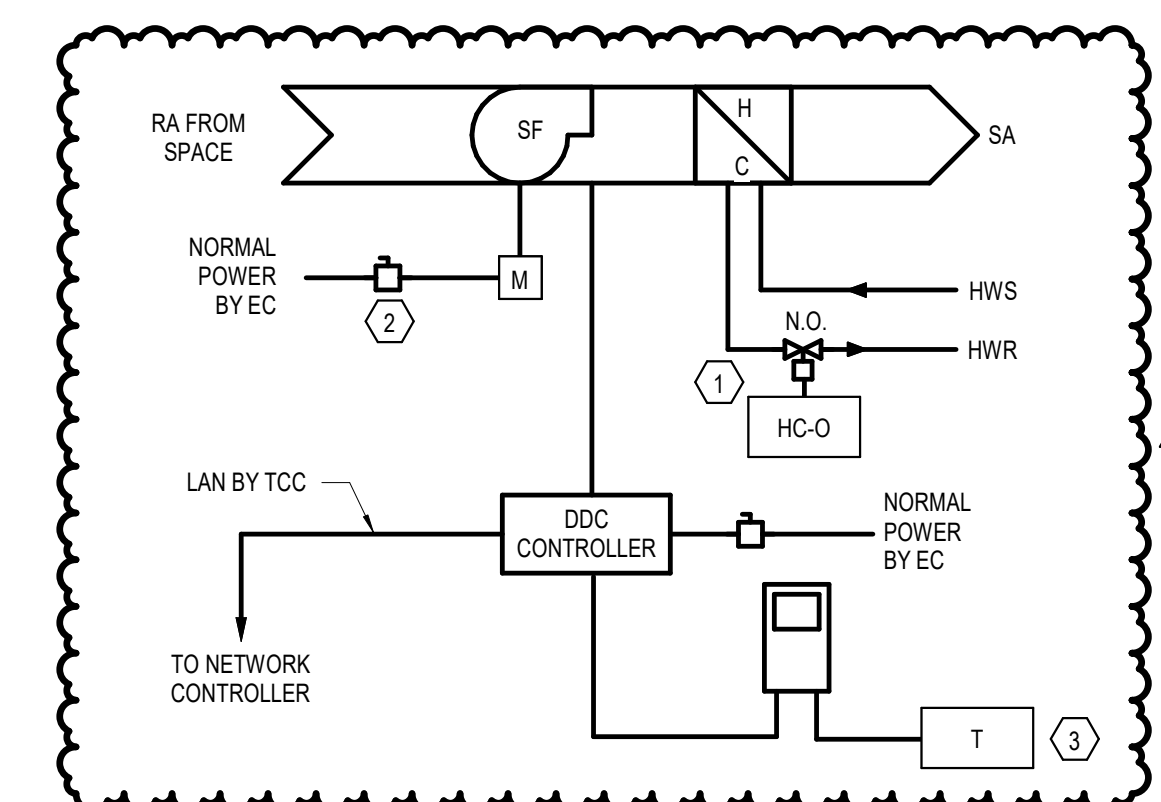 RA FROM
SPACE
SF
H
C
SA
NORMAL
POWER
BY EC
M
2
HWS
N.O.
HWR
1
HC-O
LAN BY TCC
DDC
CONTROLLER
NORMAL
POWER
BY EC
TO NETWORK
CONTROLLER
T
3